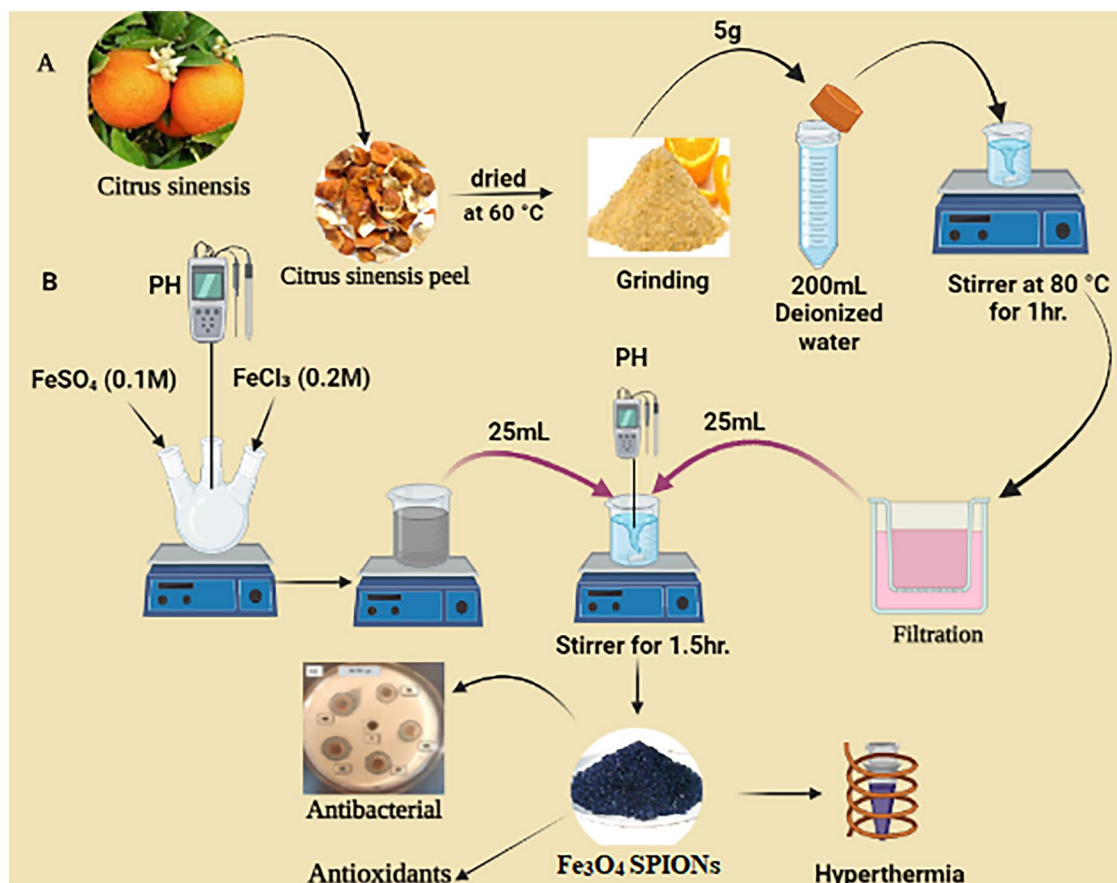 A
Citrus sinensis
Citrus sinensis peel
dried
at 60 °C
Grinding
5g
200mL
Deionized
water
Stirrer at 80 °C
for 1hr.
B
PH
FeSO₄ (0.1M)
FeCl₃ (0.2M)
25mL
PH
25mL
Stirrer for 1.5hr.
Filtration
Antibacterial
Antioxidants
Fe₃O₄ SPIONs
Hyperthermia